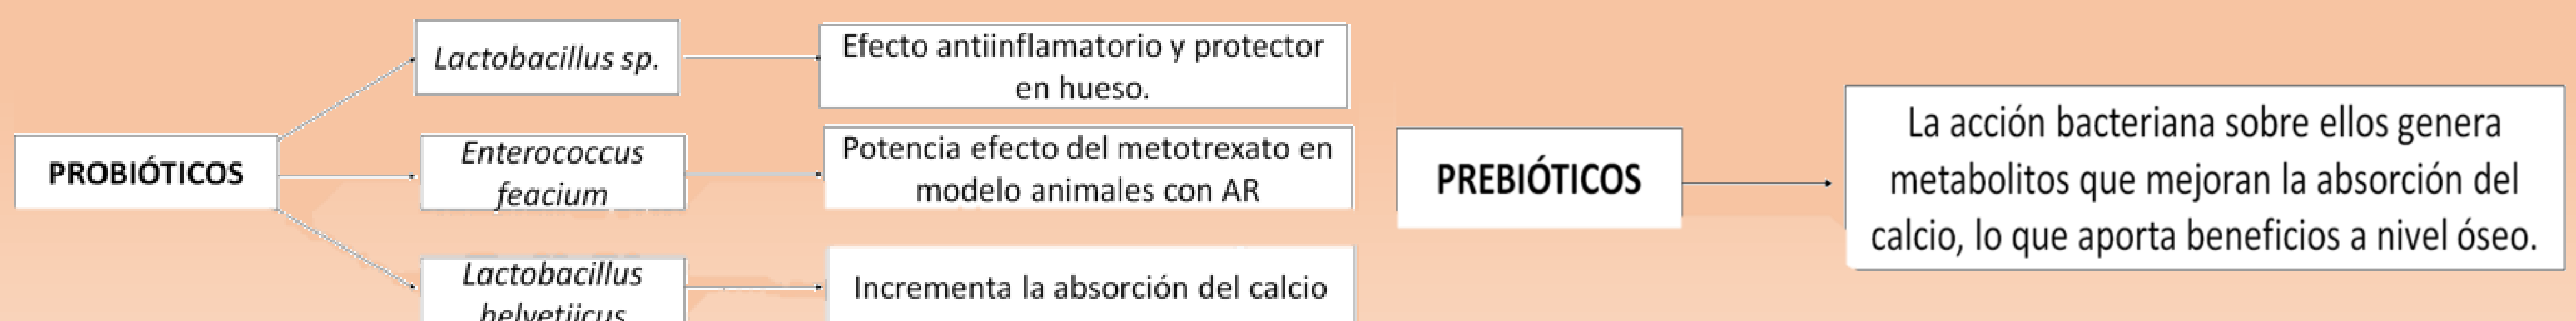 PROBIÓTICOS
Lactobacillus sp.
Efecto antiinflamatorio y protector
en hueso.
Enterococcus
feacium
Potencia efecto del metotrexato en
modelo animales con AR
Lactobacillus
helvetiicus
Incrementa la absorción del calcio
PREBIÓTICOS
La acción bacteriana sobre ellos genera
metabolitos que mejoran la absorción del
calcio, lo que aporta beneficios a nivel óseo.